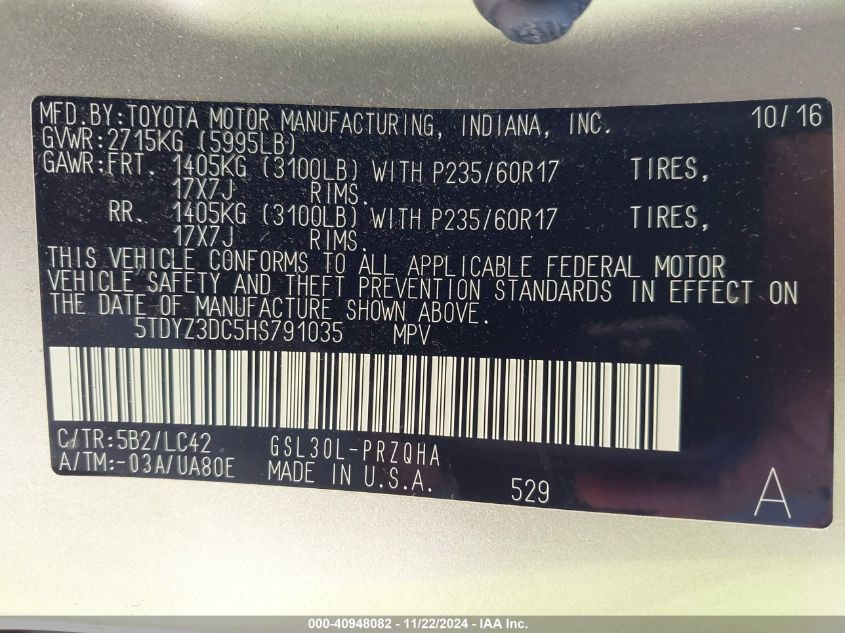 MFD.BY:TOYOTA MOTOR MANUFACTURING, INDIANA, INC. 10/16
GVWR:2715KG (5995LB)
GAWR:FRT. 1405KG (3100LB) WITH P235/60R17 TIRES,
17X7J RIMS.
RR. 1405KG (3100LB) WITH P235/60R17 TIRES,
17X7J RIMS.
THIS VEHICLE CONFORMS TO ALL APPLICABLE FEDERAL MOTOR
VEHICLE SAFETY AND THEFT PREVENTION STANDARDS IN EFFECT ON
THE DATE OF MANUFACTURE SHOWN ABOVE.
5TDYZ3DC5HS791035 MPV
C/TR:5B2/LC42 GSL30L-PRZQHA
A/TM:-03A/UA80E MADE IN U.S.A. 529 A
000-40948082 - 11/22/2024 - IAA Inc.